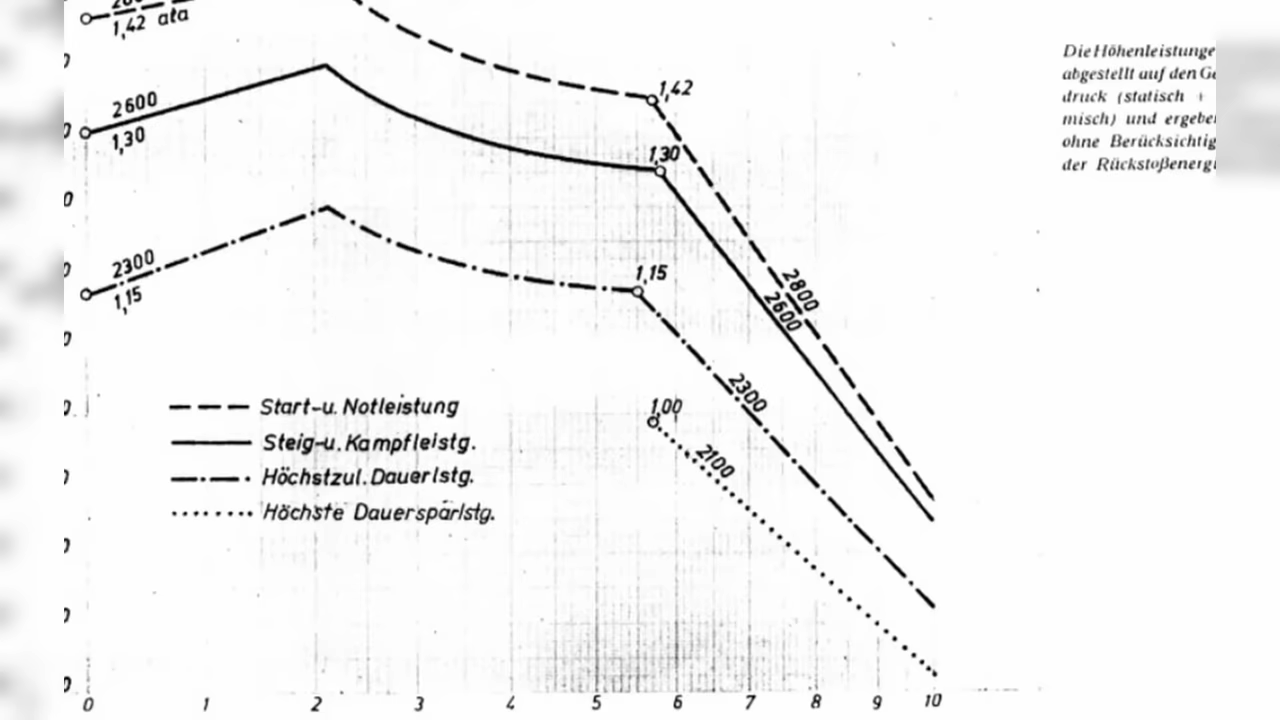 1,42 ata
2600
1,30
2300
1,15
1,42
1,30
1,15
1,00
2800
2600
2300
2100
Start-u. Notleistung
Steig-u. Kampfleistg.
Höchstzul. Dauerlstg.
Höchste Dauersparlstg.
0 1 2 3 4 5 6 7 8 9 10
Die Höhenleistunge
abgestellt auf den
druck (statisch +
misch) und ergebe
ohne Berücksichtig
der Rückstoßenerg